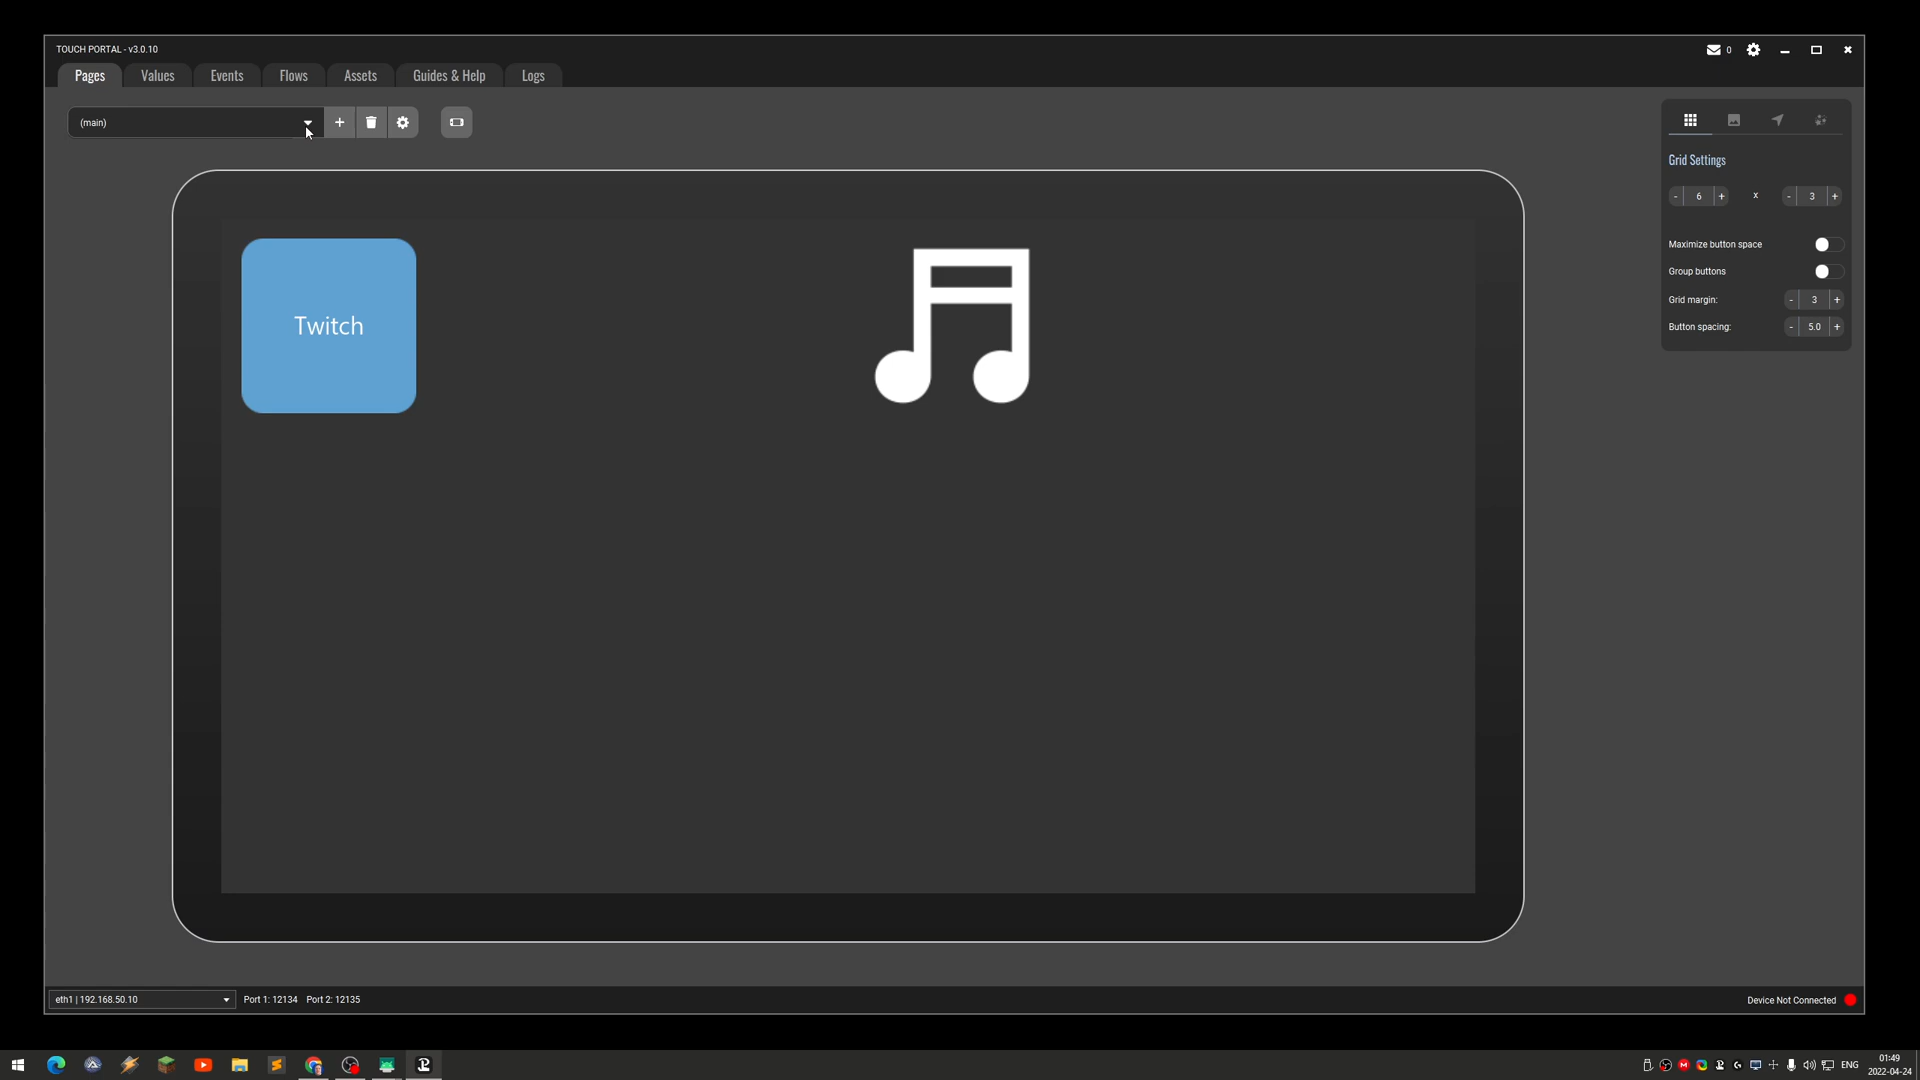 TOUCH PORTAL - v3.0.10
0
Pages Values Events Flows Assets Guides & Help Logs
(main)
+
Grid Settings
- 6 + x - 3 +
Maximize button space
Group buttons
Grid margin: - 3 +
Button spacing: - 5.0 +
Twitch
eth1 | 192.168.50.10 Port 1: 12134 Port 2: 12135
Device Not Connected
ENG
01:49
2022-04-24